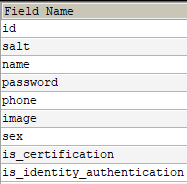 Field Name
id
salt
name
password
phone
image
sex
is_certification
is_identity_authentication